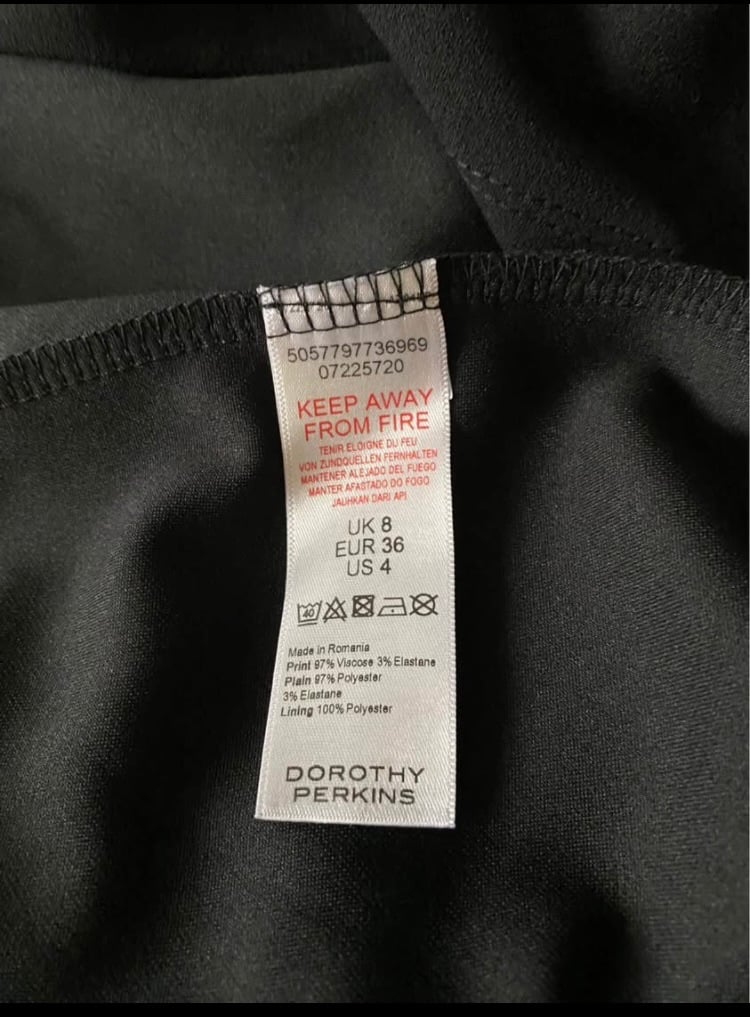 5057797736969
07225720
KEEP AWAY
FROM FIRE
TENIR ELOIGNE DU FEU
VON ZUNDQUELLEN FERNHALTEN
MANTENER ALEJADO DEL FUEGO
MANTER AFASTADO DO FOGO
JAUHKAN DARI API
UK 8
EUR 36
US 4
40
Made in Romania
Print 97% Viscose 3% Elastane
Plain 97% Polyester
3% Elastane
Lining 100% Polyester
DOROTHY
PERKINS